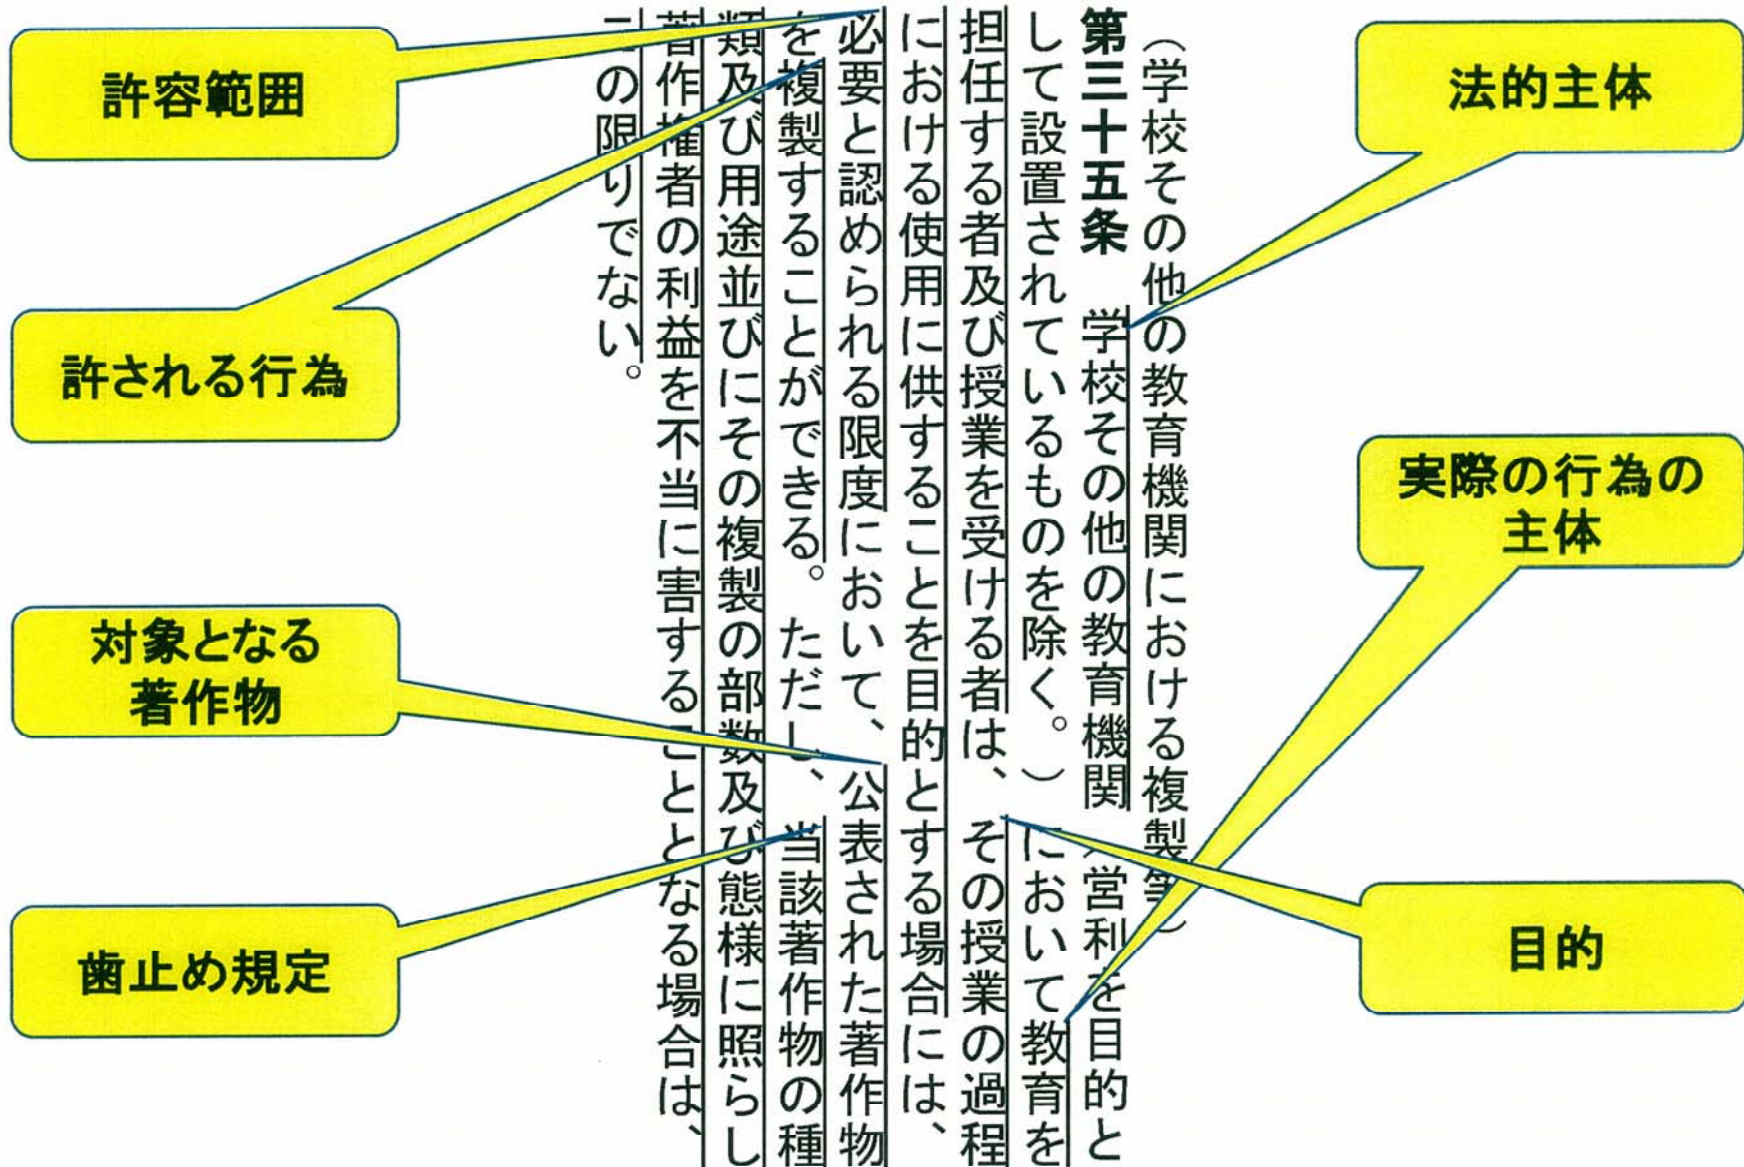 （学校その他の教育機関における複製等）
第三十五条　学校その他の教育機関（営利を目的と
して設置されているものを除く。）において教育を
担任する者及び授業を受ける者は、その授業の過程
における使用に供することを目的とする場合には、
必要と認められる限度において、公表された著作物
を複製することができる。ただし、当該著作物の種
類及び用途並びにその複製の部数及び態様に照らし
著作権者の利益を不当に害することとなる場合は、
この限りでない。
法的主体
実際の行為の
主体
目的
許容範囲
許される行為
対象となる
著作物
歯止め規定